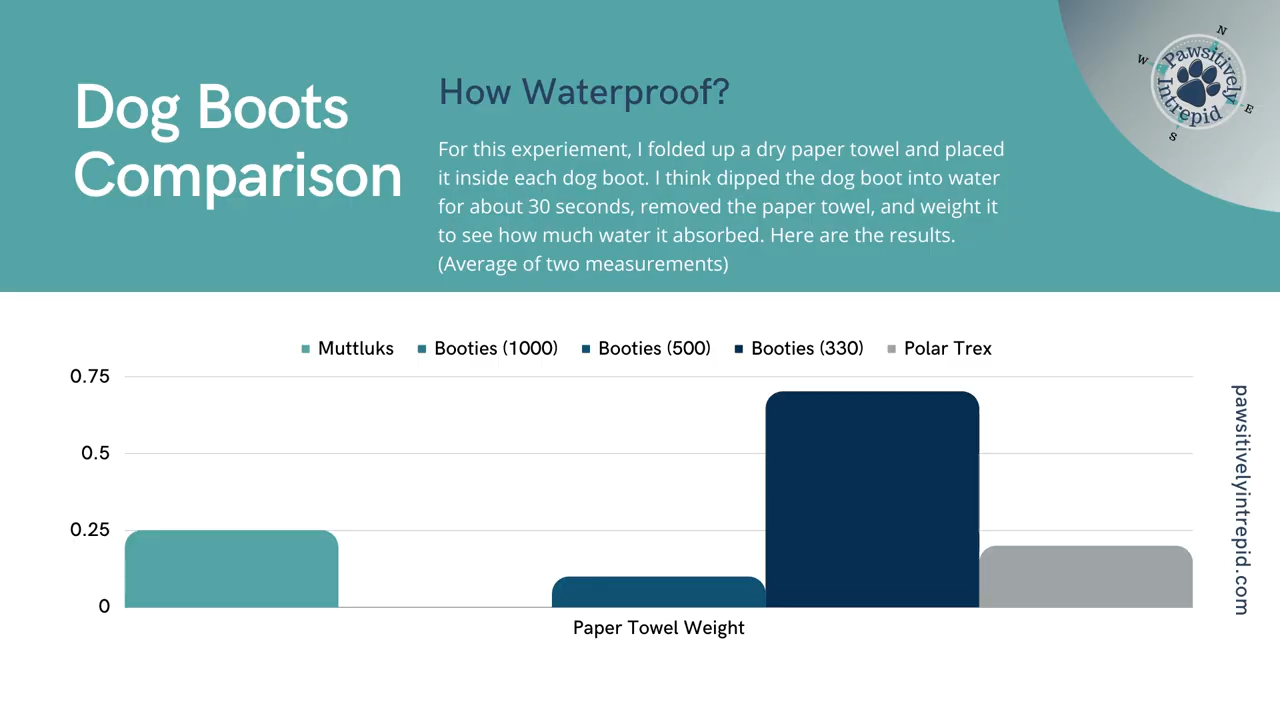 Dog Boots
Comparison
How Waterproof?
For this experiement, I folded up a dry paper towel and placed
it inside each dog boot. I think dipped the dog boot into water
for about 30 seconds, removed the paper towel, and weight it
to see how much water it absorbed. Here are the results.
(Average of two measurements)
N
W
E
S
Pawsitively
Intrepid
Muttluks
Booties (1000)
Booties (500)
Booties (330)
Polar Trex
0.75
0.5
0.25
0
Paper Towel Weight
pawsitivelyintrepid.com